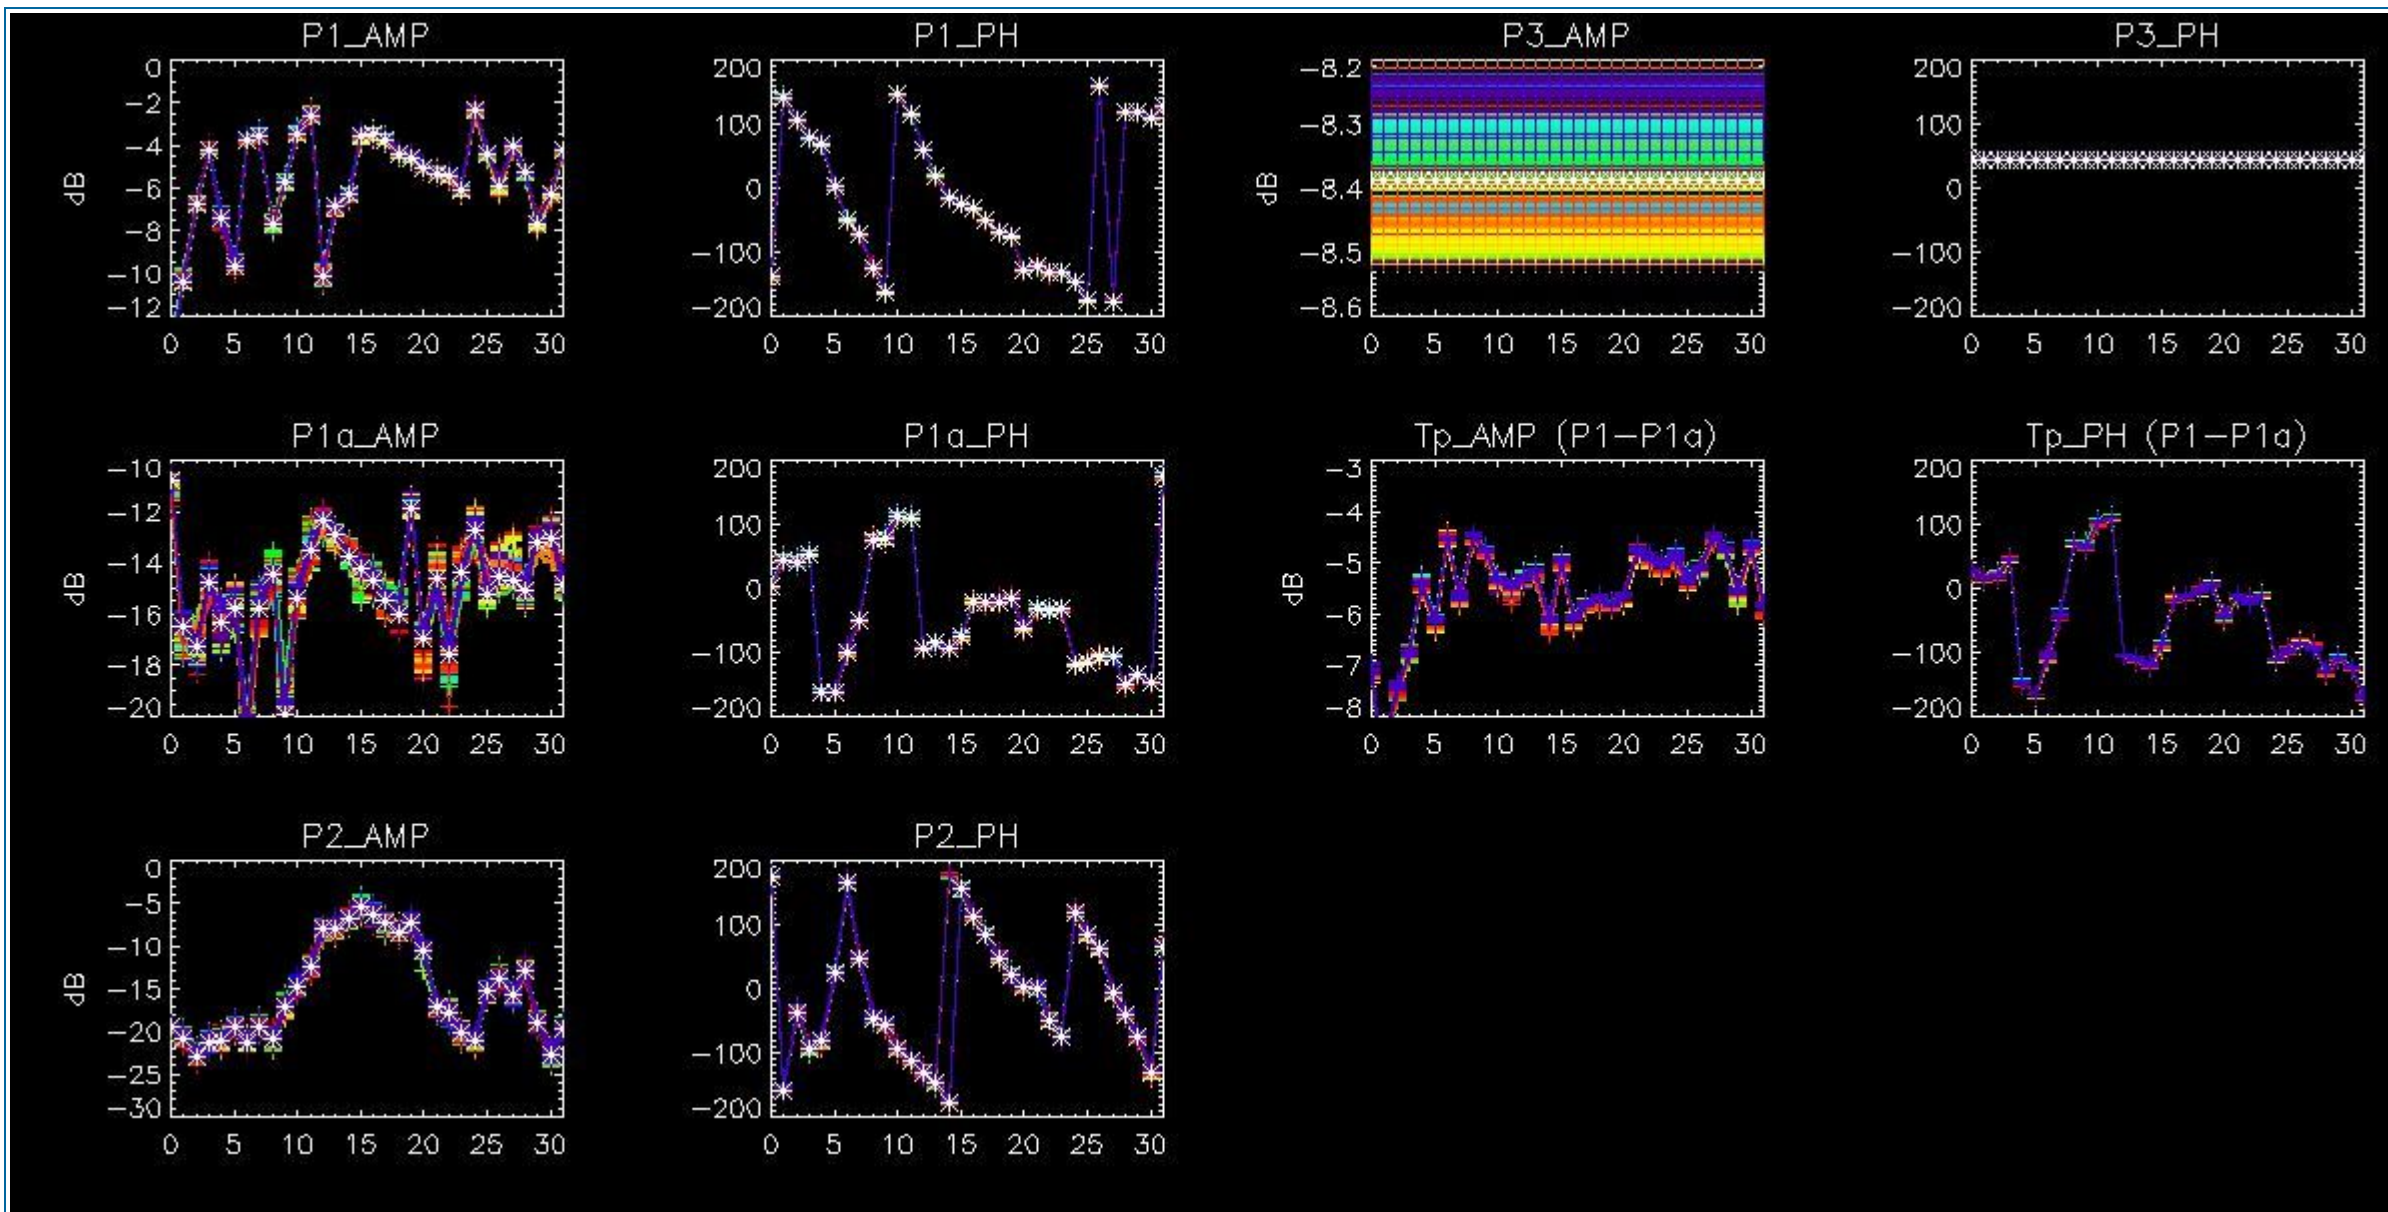 P1_AMP P1_PH P3_AMP P3_PH
0 200 -8.2 200
-2 100 -8.3 100
-4 0 -8.4 0
-6 -100 -8.5 -100
-8 -200 -8.6 -200
-10
-12
dB dB
0 5 10 15 20 25 30 0 5 10 15 20 25 30 0 5 10 15 20 25 30 0 5 10 15 20 25 30
P1a_AMP P1a_PH Tp_AMP (P1-P1a) Tp_PH (P1-P1a)
-10 200 -3 200
-12 100 -4 100
-14 0 -5 0
-16 -100 -6 -100
-18 -200 -7 -200
-20 -8
dB dB
0 5 10 15 20 25 30 0 5 10 15 20 25 30 0 5 10 15 20 25 30 0 5 10 15 20 25 30
P2_AMP P2_PH
0 200
-5 100
-10 0
-15 -100
-20 -200
-25
-30
dB
0 5 10 15 20 25 30 0 5 10 15 20 25 30